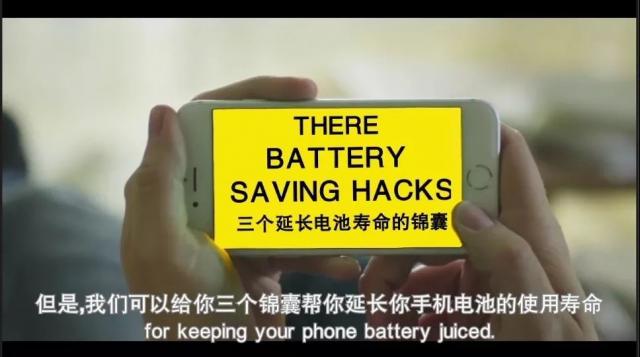 THERE
BATTERY
SAVING HACKS
三个延长电池寿命的锦囊
但是,我们可以给你三个锦囊帮你延长你手机电池的使用寿命
for keeping your phone battery juiced.